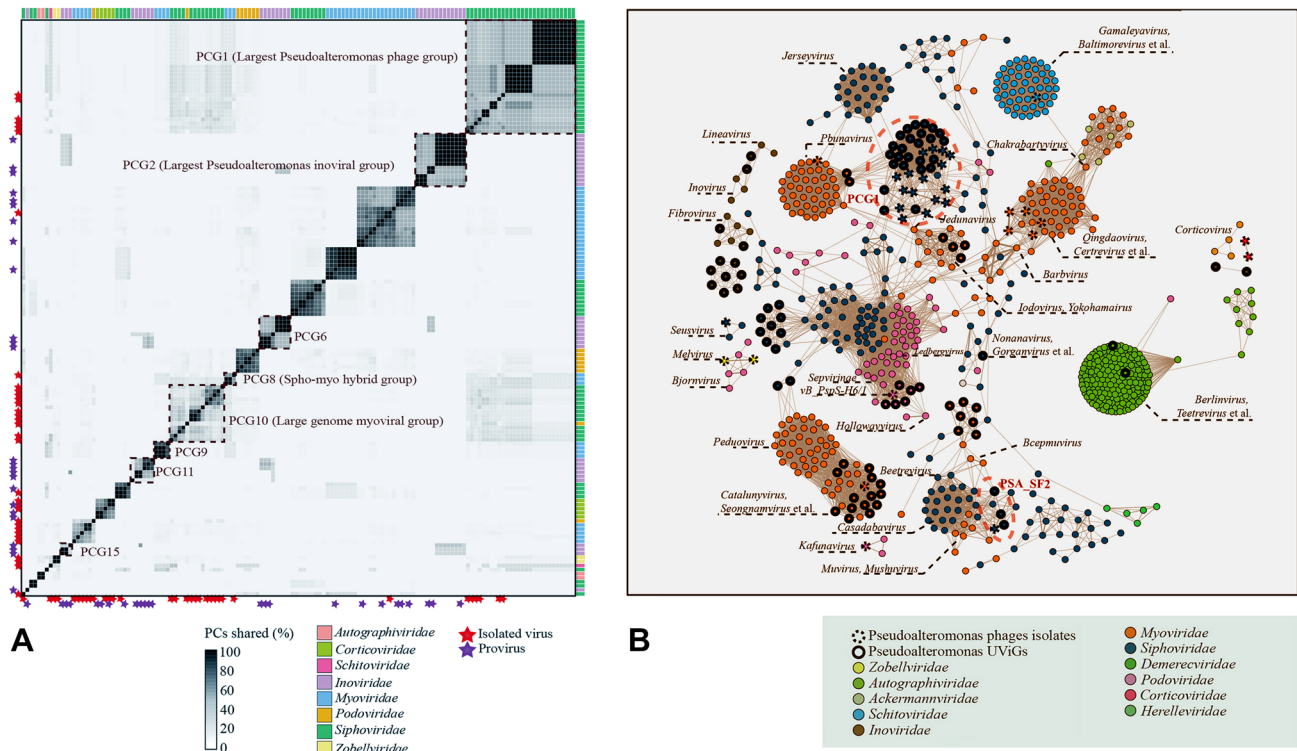 PCG1 (Largest Pseudoalteromonas phage group)
PCG2 (Largest Pseudoalteromonas inoviral group)
PCG6
PCG8 (Spho-myo hybrid group)
PCG10 (Large genome myoviral group)
PCG9
PCG11
PCG15
A
PCs shared (%)
100
80
60
40
20
0
Autographiviridae
Corticoviridae
Schitoviridae
Inoviridae
Myoviridae
Podoviridae
Siphoviridae
Zobellviridae
Isolated virus
Provirus
Gamaleyavirus,
Baltimorevirus et al.
Jerseyvirus
Lineavirus
Pbunavirus
Chakrabartyvirus
Inovirus
PCG1
Fibrovirus
Jedunavirus
Qingdaovirus,
Certrevirus et al.
Corticovirus
Barbvirus
Iodovirus, Yokohamairus
Seusvirus
Nonanavirus,
Gorganvirus et al.
Melvirus
Ledbergvirus
Bjornvirus
Sepvirinae,
vB_PspS-H6/1
Berlinvirus,
Teetrevirus et al.
Hollowayvirus
Peduovirus
Bcepmuvirus
Beetrevirus
PSA_SF2
Catalunyvirus,
Seongnamvirus et al.
Casadabavirus
Kafunavirus
Muvirus, Mushuvirus
B
Pseudoalteromonas phages isolates
Pseudoalteromonas UViGs
Zobellviridae
Autographiviridae
Ackermannviridae
Schitoviridae
Inoviridae
Myoviridae
Siphoviridae
Demerecviridae
Podoviridae
Corticoviridae
Herelleviridae